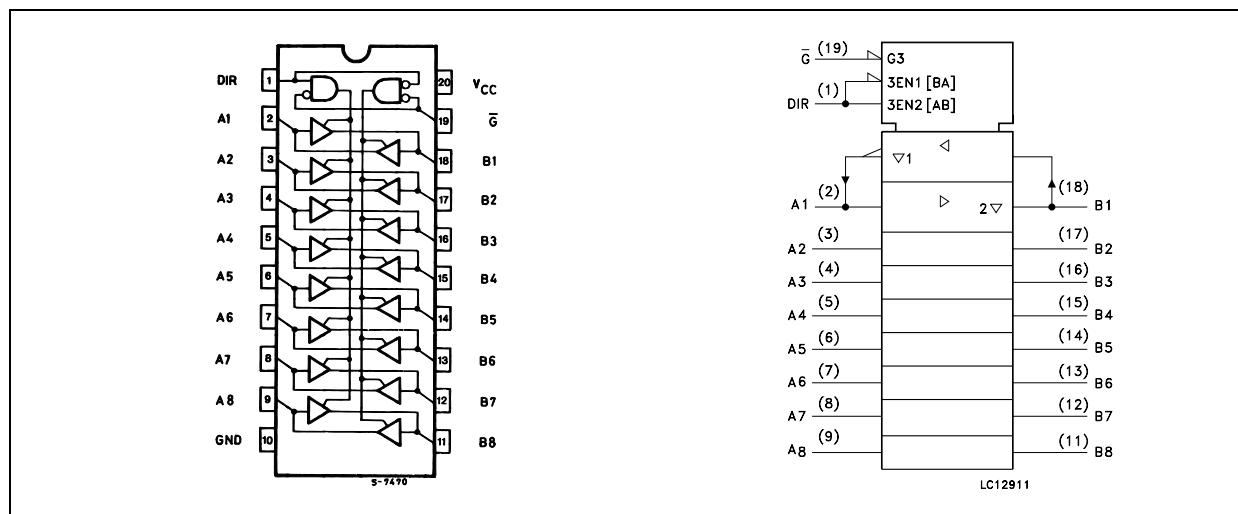 DIR 1 20 VCC
A1 2 19 G̅
A2 3 18 B1
A3 4 17 B2
A4 5 16 B3
A5 6 15 B4
A6 7 14 B5
A7 8 13 B6
A8 9 12 B7
GND 10 11 B8
S-7470
G̅ (19) G3
3EN1 [BA]
DIR (1) 3EN2 [AB]
▽1 ◁
A1 (2) ▷ 2▽ (18) B1
A2 (3) (17) B2
A3 (4) (16) B3
A4 (5) (15) B4
A5 (6) (14) B5
A6 (7) (13) B6
A7 (8) (12) B7
A8 (9) (11) B8
LC12911